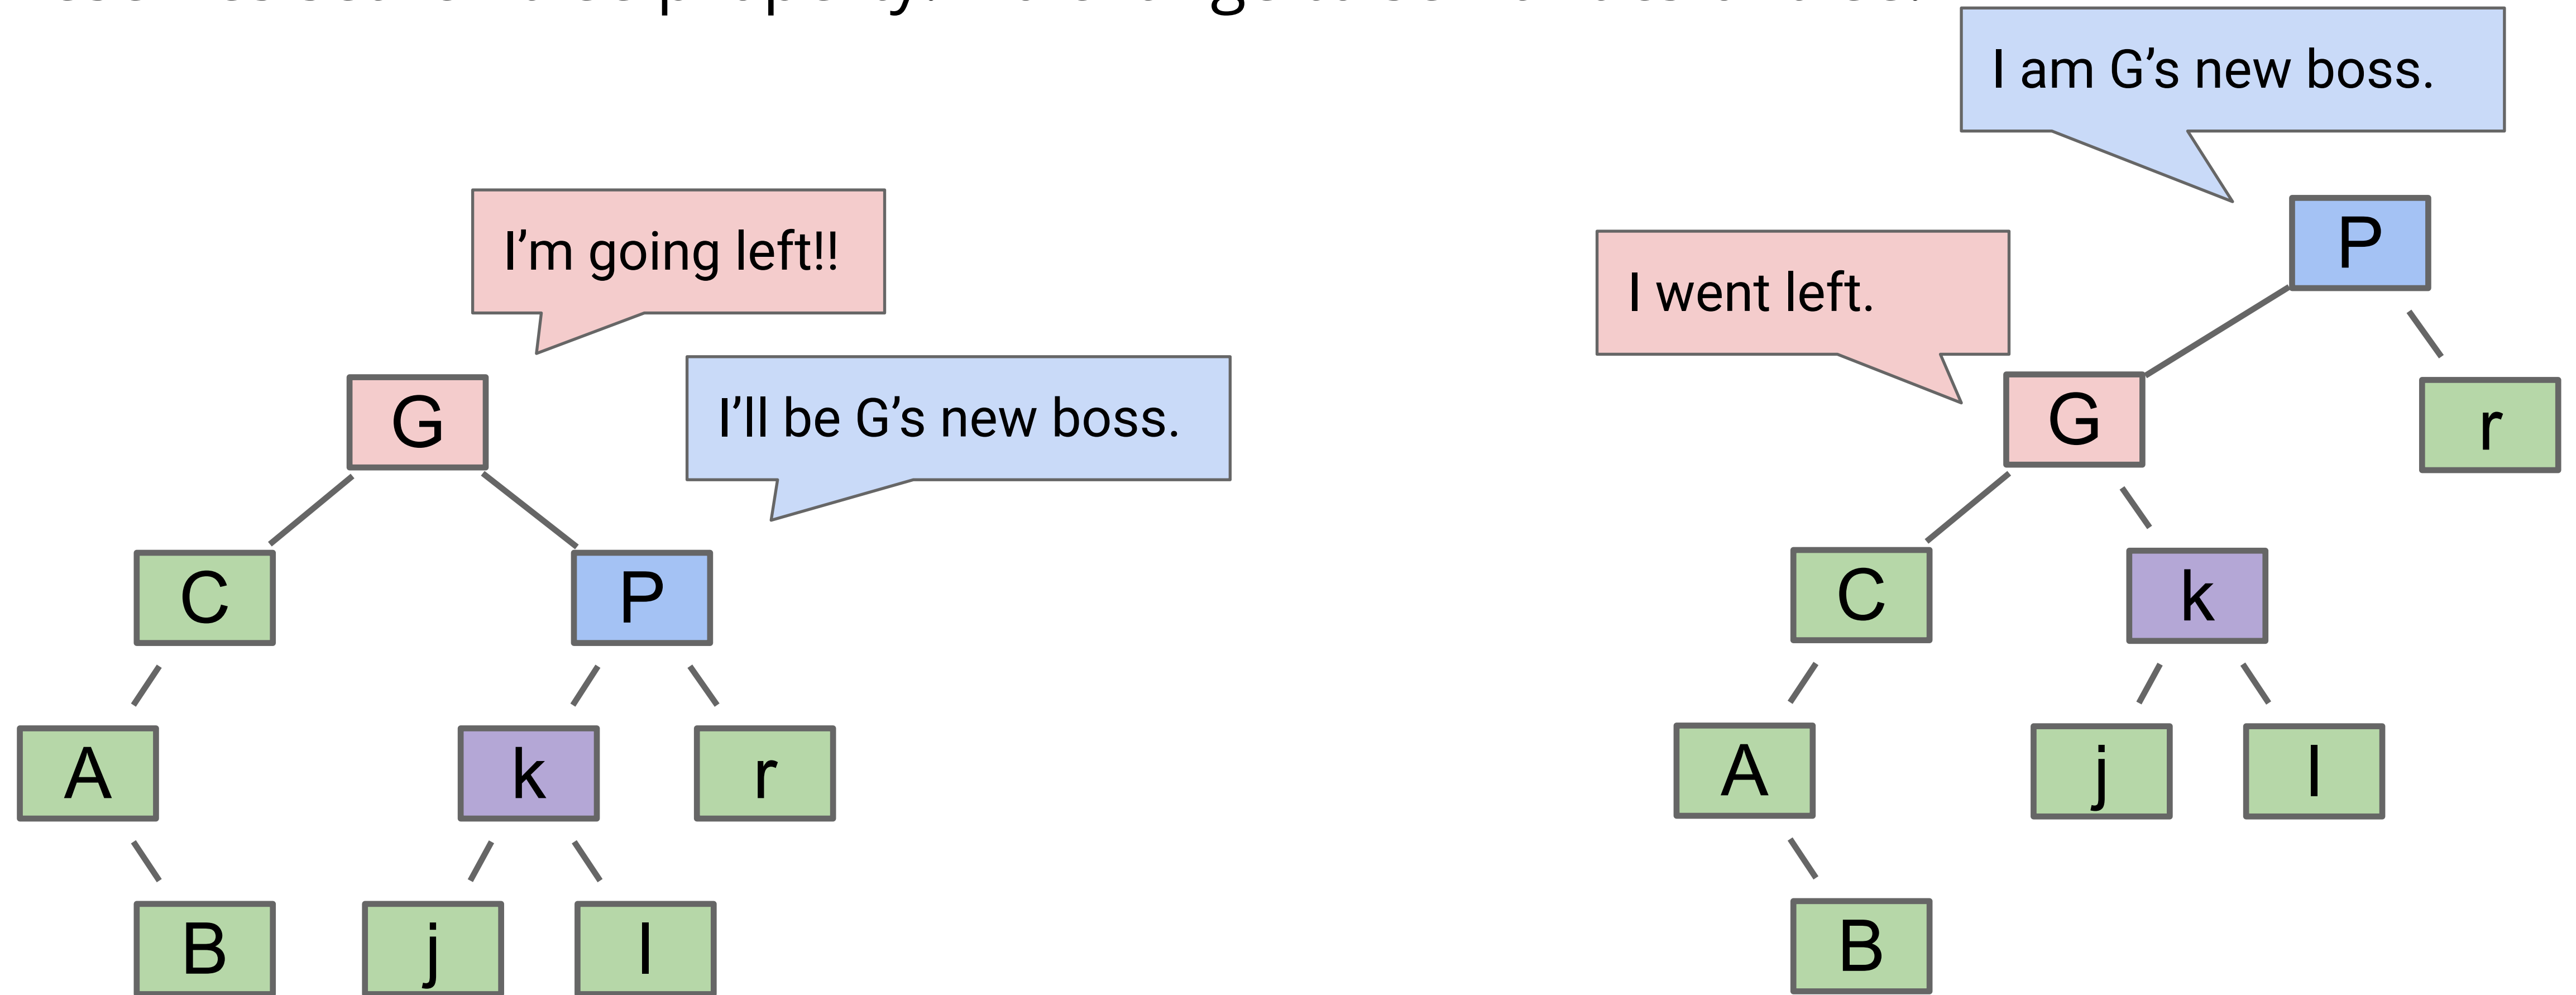 I am G’s new boss.
I’m going left!!
I went left.
I’ll be G’s new boss.
G
C
P
A
k
r
B
j
l
P
G
r
C
k
A
j
l
B